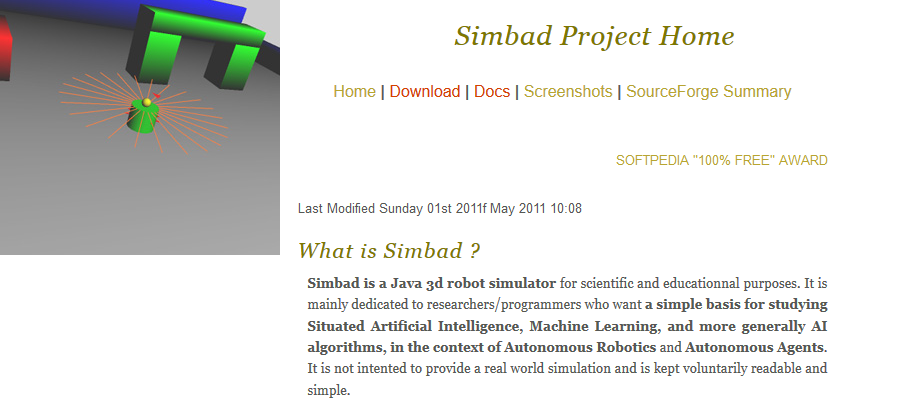 Simbad Project Home
Home | Download | Docs | Screenshots | SourceForge Summary
SOFTPEDIA "100% FREE" AWARD
Last Modified Sunday 01st 2011f May 2011 10:08
What is Simbad ?
Simbad is a Java 3d robot simulator for scientific and educationnal purposes. It is
mainly dedicated to researchers/programmers who want a simple basis for studying
Situated Artificial Intelligence, Machine Learning, and more generally AI
algorithms, in the context of Autonomous Robotics and Autonomous Agents.
It is not intended to provide a real world simulation and is kept voluntarily readable and
simple.